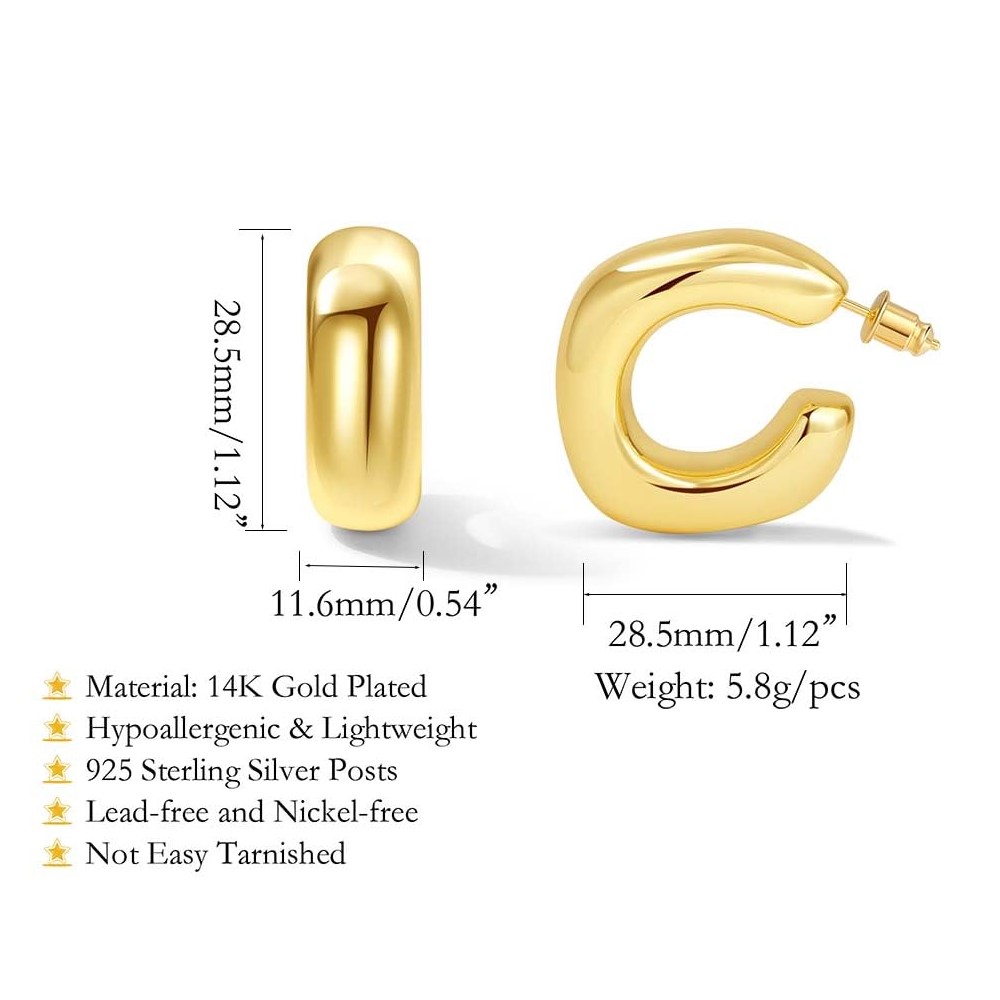 28.5mm/1.12”
11.6mm/0.54”
28.5mm/1.12”
Weight: 5.8g/pcs
Material: 14K Gold Plated
Hypoallergenic & Lightweight
925 Sterling Silver Posts
Lead-free and Nickel-free
Not Easy Tarnished